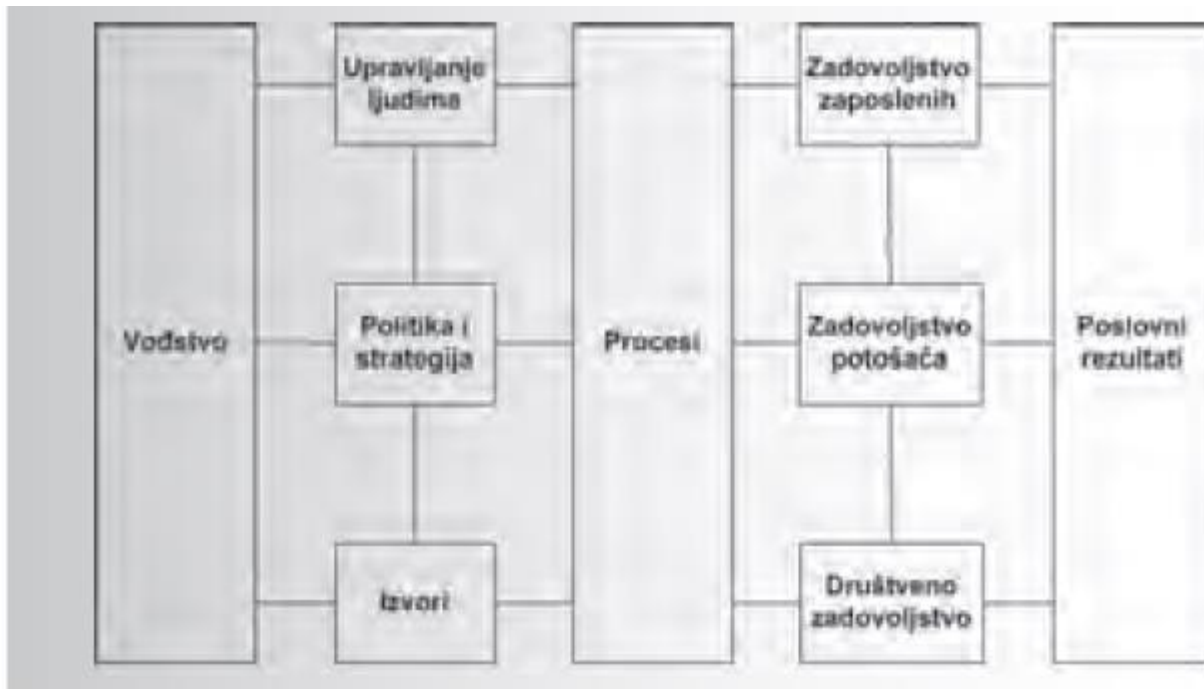 Vođstvo
Upravljanje
ljudima
Politika i
strategija
Izvori
Procesi
Zadovoljstvo
zaposlenih
Zadovoljstvo
potošača
Društveno
zadovoljstvo
Poslovni
rezultati